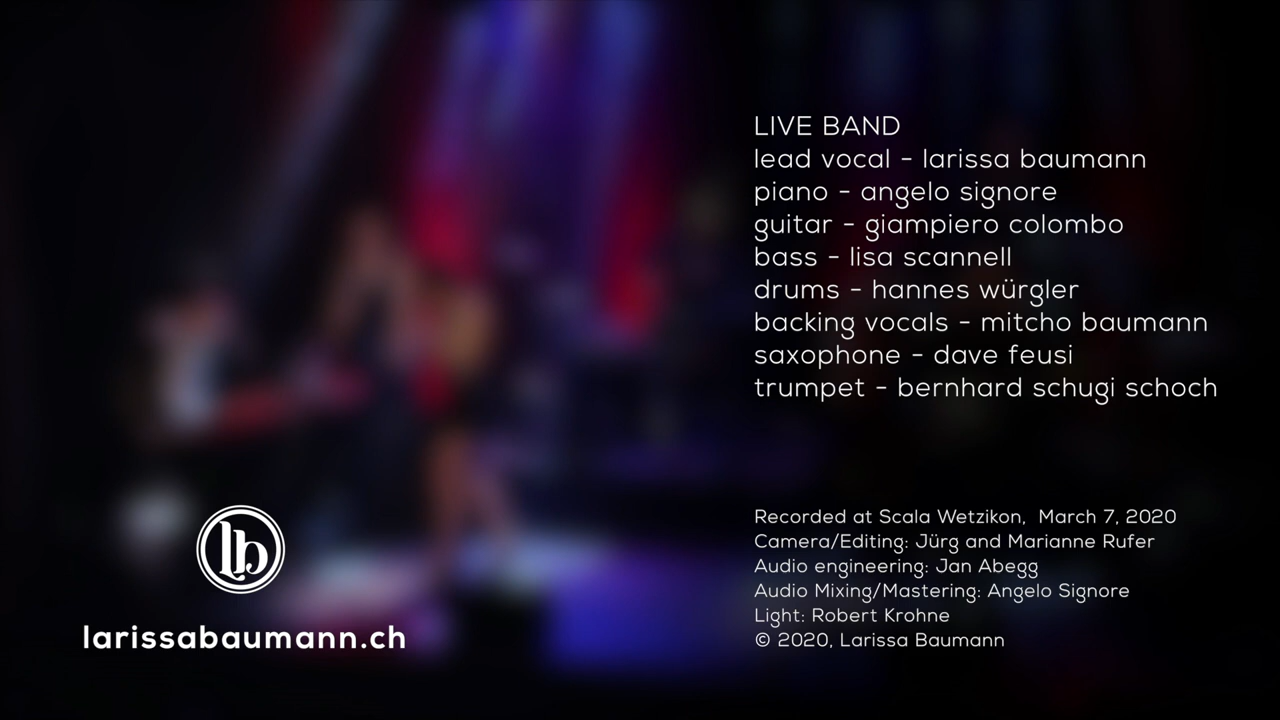 LIVE BAND
lead vocal - larissa baumann
piano - angelo signore
guitar - giampiero colombo
bass - lisa scannell
drums - hannes würgler
backing vocals - mitcho baumann
saxophone - dave feusi
trumpet - bernhard schugi schoch
lb
larissabaumann.ch
Recorded at Scala Wetzikon,  March 7, 2020
Camera/Editing: Jürg and Marianne Rufer
Audio engineering: Jan Abegg
Audio Mixing/Mastering: Angelo Signore
Light: Robert Krohne
© 2020, Larissa Baumann